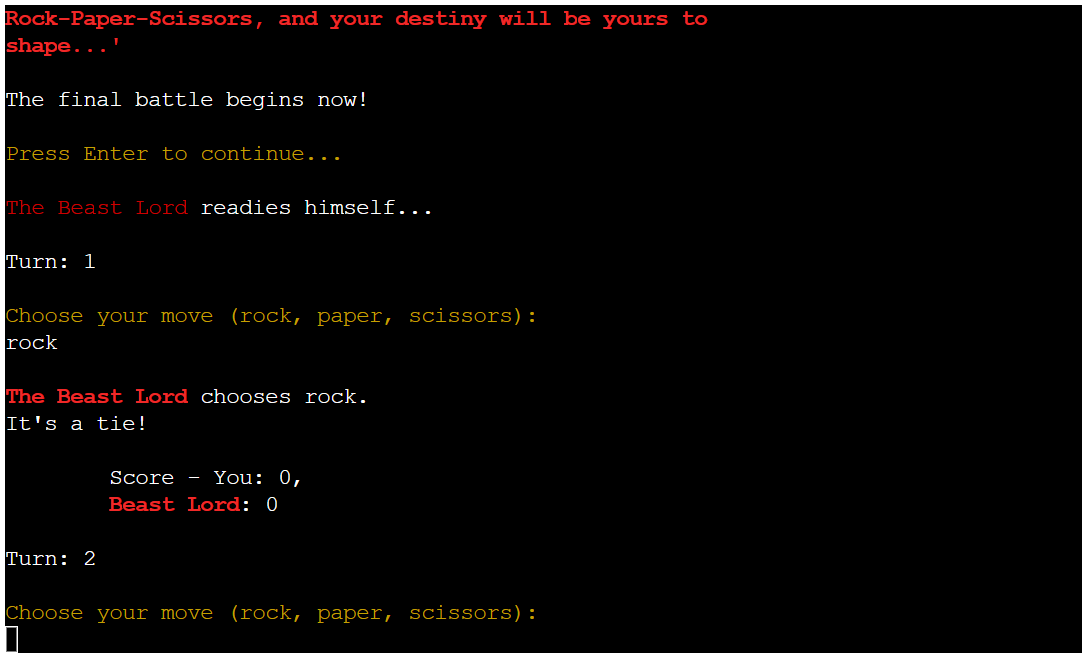 Rock-Paper-Scissors, and your destiny will be yours to
shape...'
The final battle begins now!
Press Enter to continue...
The Beast Lord readies himself...
Turn: 1
Choose your move (rock, paper, scissors):
rock
The Beast Lord chooses rock.
It's a tie!
Score - You: 0,
Beast Lord: 0
Turn: 2
Choose your move (rock, paper, scissors):